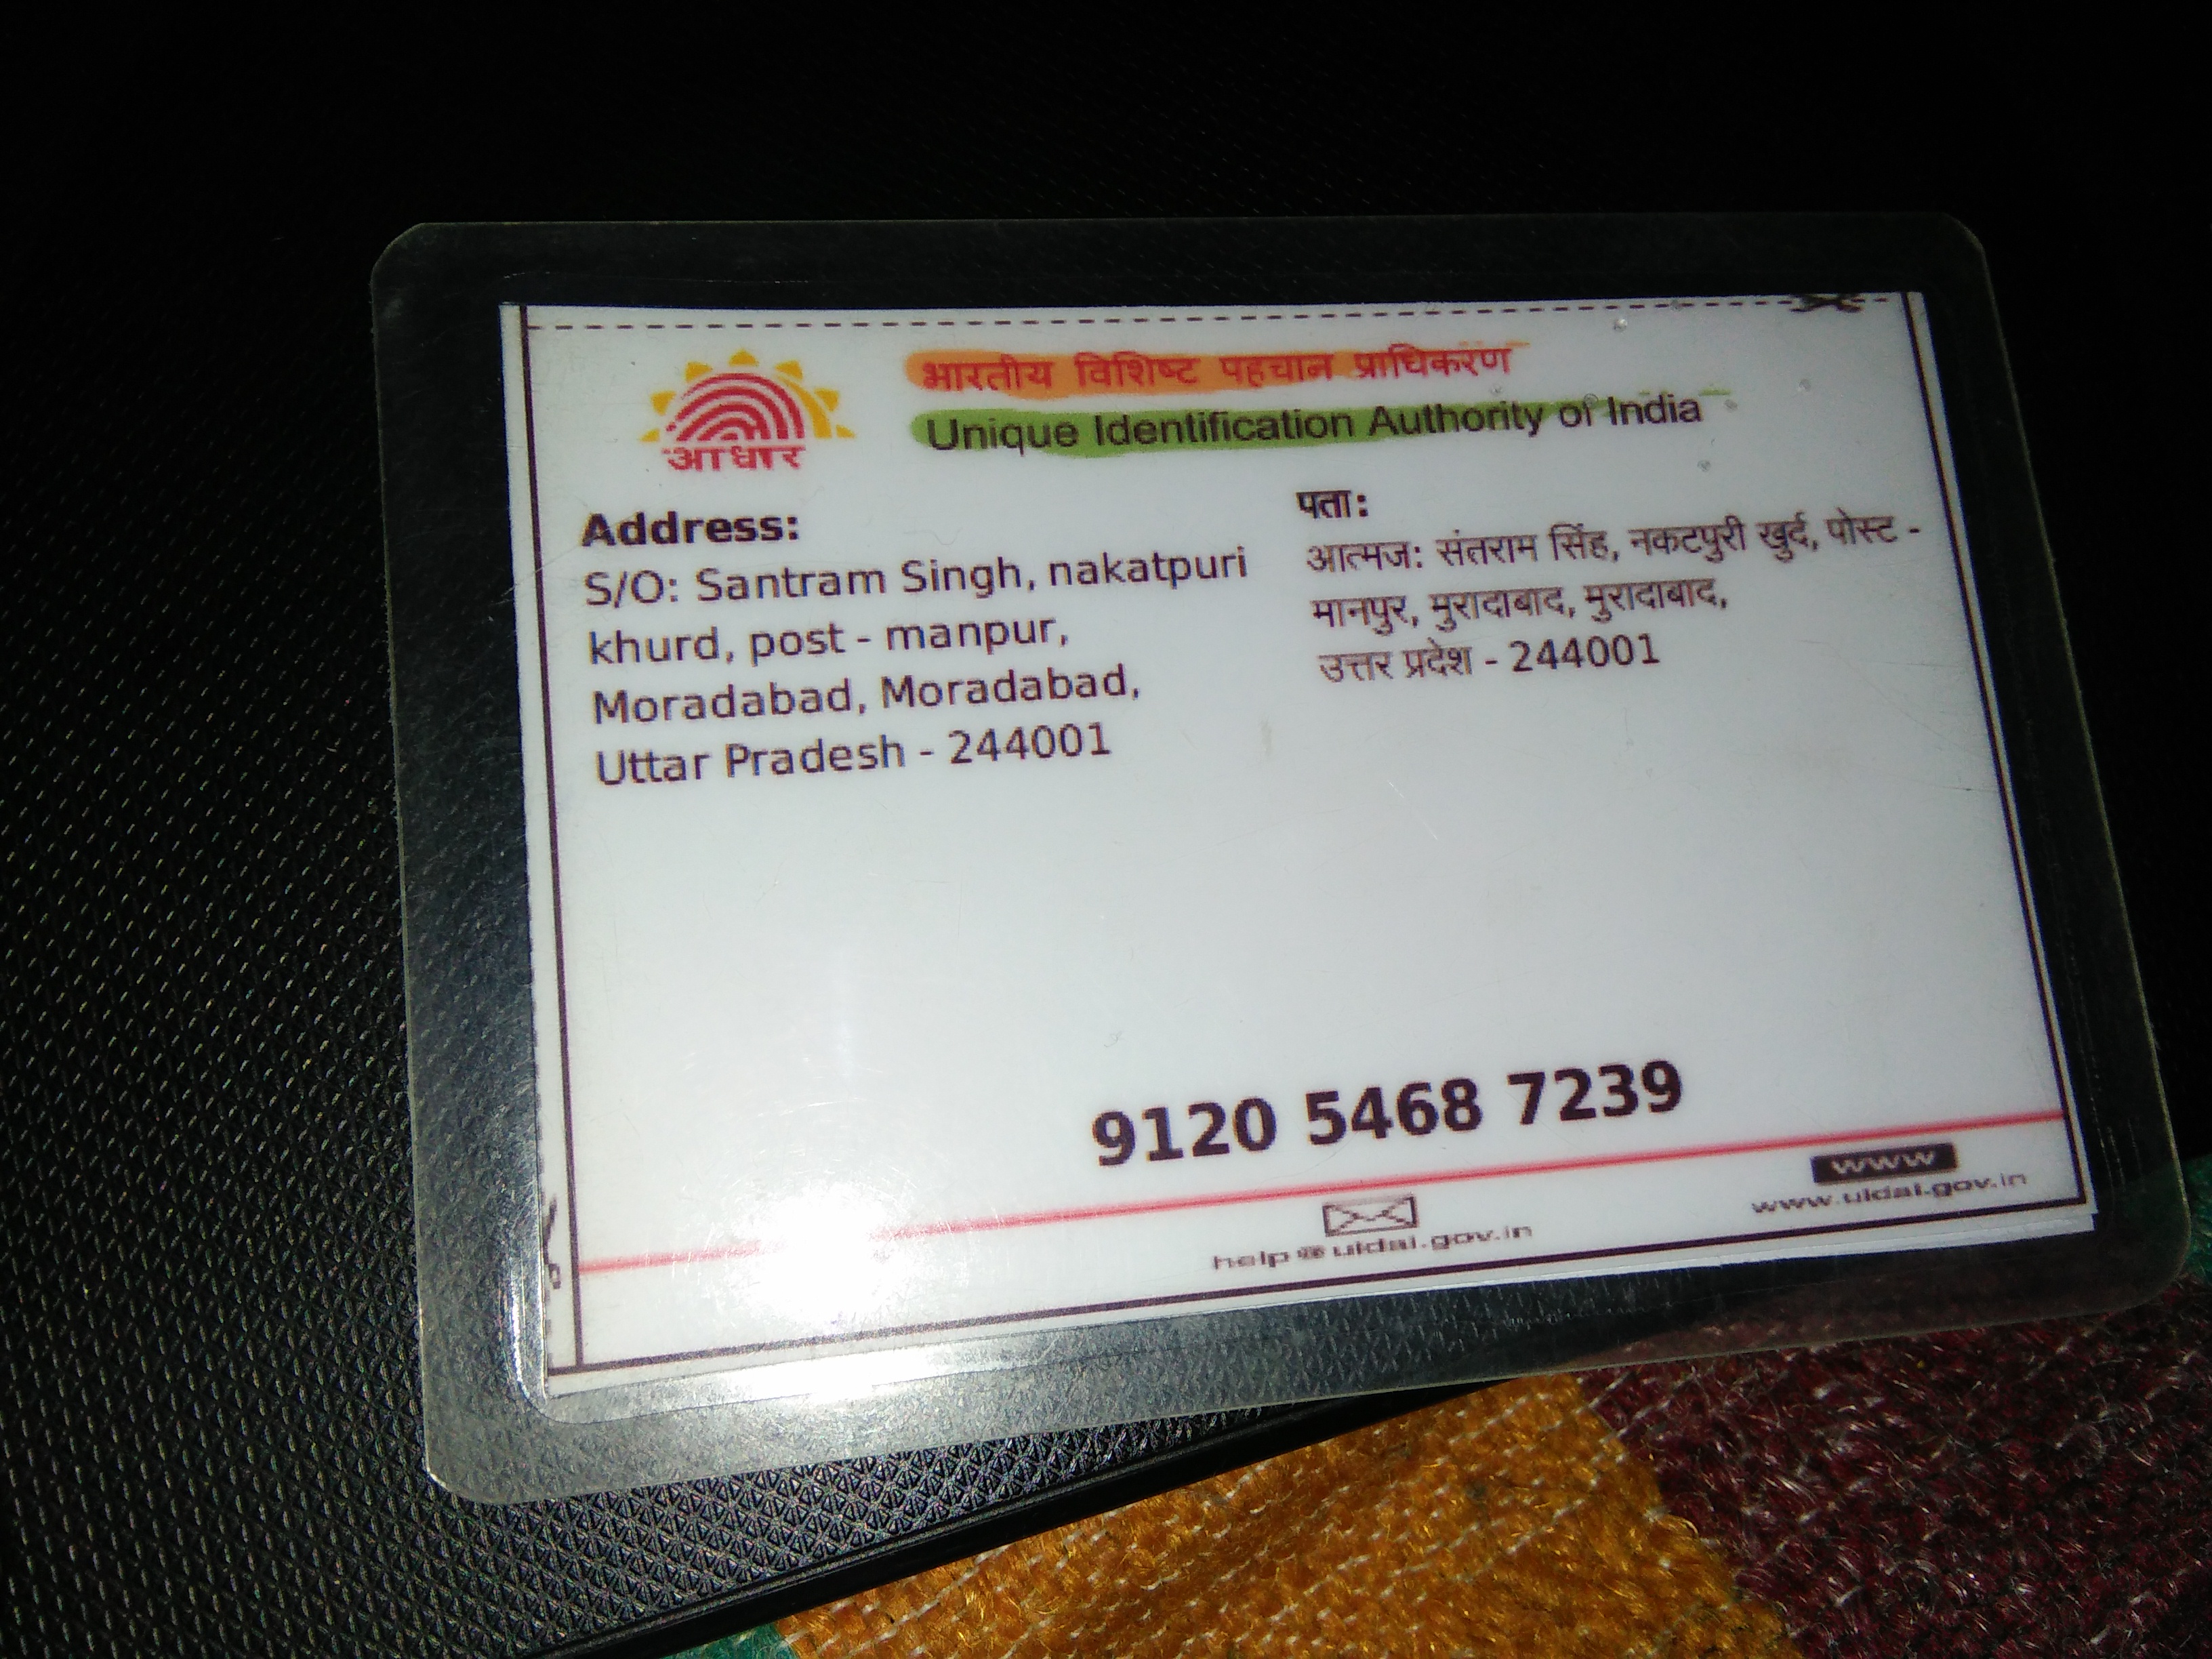 आधार
भारतीय विशिष्ट पहचान प्राधिकरण
Unique Identification Authority of India
Address:
S/O: Santram Singh, nakatpuri
khurd, post - manpur,
Moradabad, Moradabad,
Uttar Pradesh - 244001
पता:
आत्मज: संतराम सिंह, नकटपुरी खुर्द, पोस्ट -
मानपुर, मुरादाबाद, मुरादाबाद,
उत्तर प्रदेश - 244001
9120 5468 7239
help@uidai.gov.in
www
www.uidai.gov.in